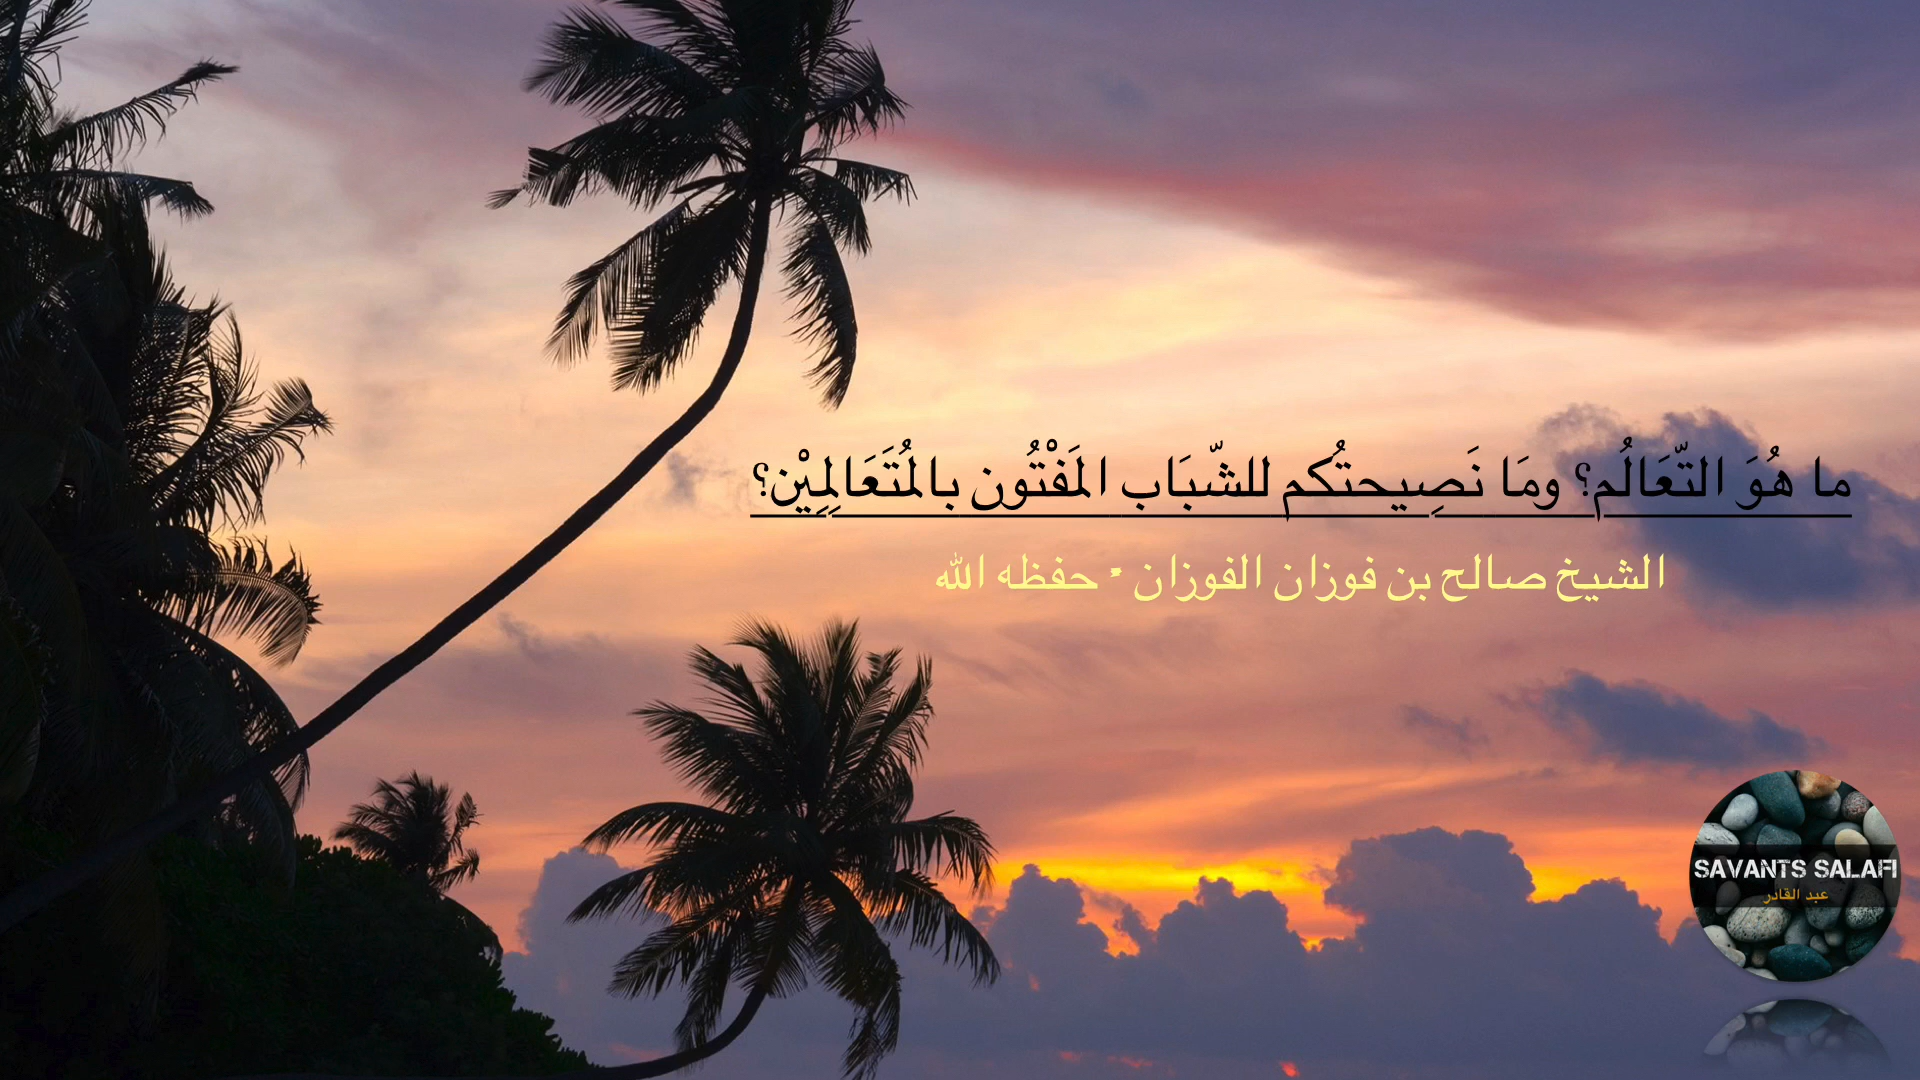 ما هُوَ التّعَالُم؟ ومَا نَصِيحتُكم للشّبَاب المَفْتُون بالمُتَعَالِمِيْن؟
الشيخ صالح بن فوزان الفوزان - حفظه الله
SAVANTS SALAFI
عبد القادر